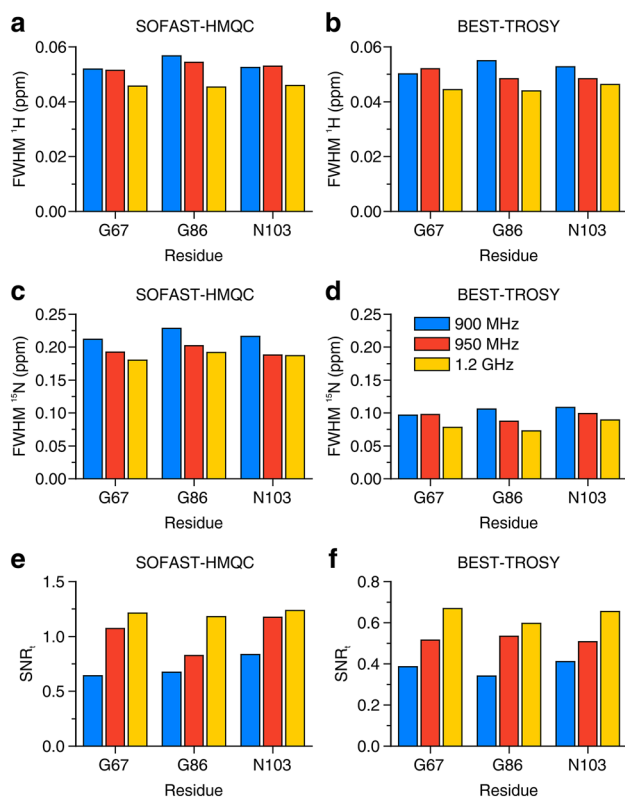 a
SOFAST-HMQC
FWHM ¹H (ppm)
0.06
0.04
0.02
0.00
G67 G86 N103
Residue
b
BEST-TROSY
FWHM ¹H (ppm)
0.06
0.04
0.02
0.00
G67 G86 N103
Residue
c
SOFAST-HMQC
FWHM ¹⁵N (ppm)
0.25
0.20
0.15
0.10
0.05
0.00
G67 G86 N103
Residue
d
BEST-TROSY
FWHM ¹⁵N (ppm)
0.25
0.20
0.15
0.10
0.05
0.00
900 MHz
950 MHz
1.2 GHz
G67 G86 N103
Residue
e
SOFAST-HMQC
SNRₜ
1.5
1.0
0.5
0.0
G67 G86 N103
Residue
f
BEST-TROSY
SNRₜ
0.8
0.6
0.4
0.2
0.0
G67 G86 N103
Residue